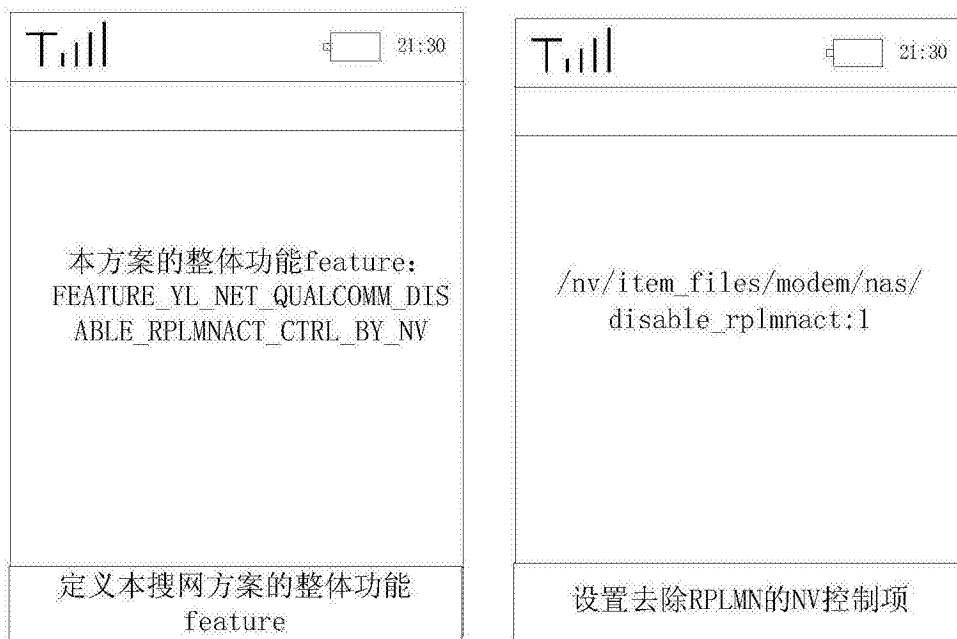 21:30
本方案的整体功能feature:
FEATURE_YL_NET_QUALCOMM_DIS
ABLE_RPLMNACT_CTRL_BY_NV
定义本搜网方案的整体功能
feature
21:30
/nv/item_files/modem/nas/
disable_rplmnact:1
设置去除RPLMN的NV控制项